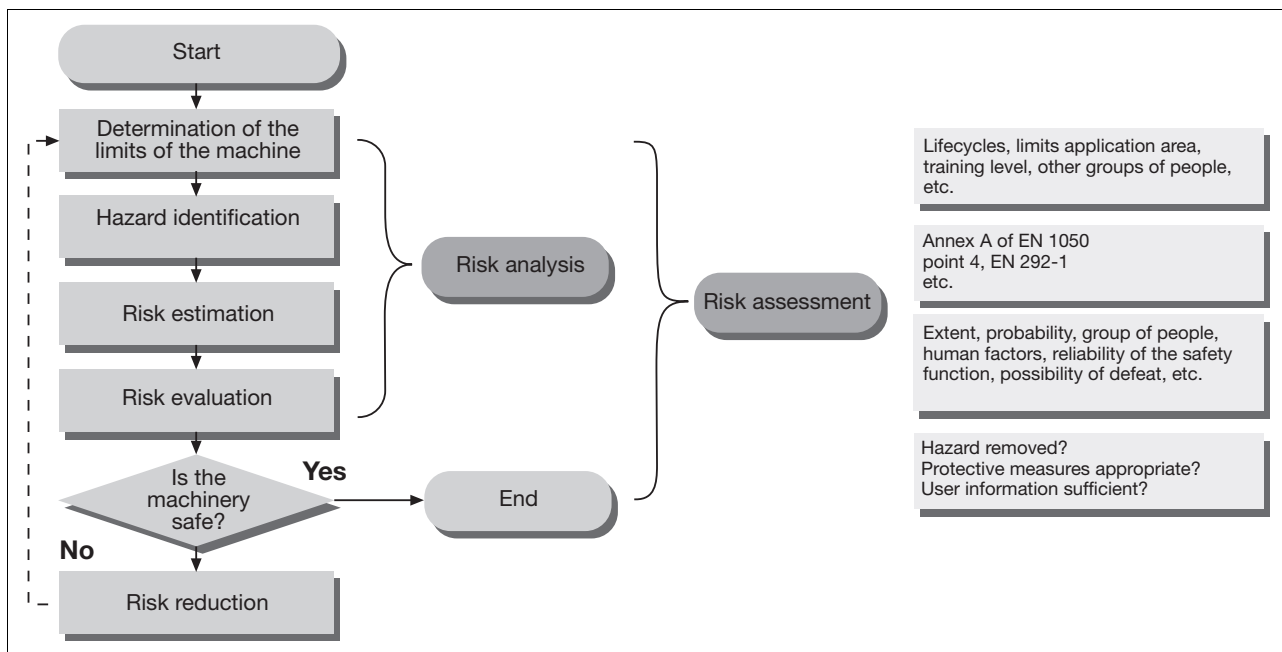 Start
Determination of the
limits of the machine
Hazard identification
Risk estimation
Risk evaluation
Is the
machinery
safe?
Yes
No
Risk reduction
End
Risk analysis
Risk assessment
Lifecycles, limits application area,
training level, other groups of people,
etc.
Annex A of EN 1050
point 4, EN 292-1
etc.
Extent, probability, group of people,
human factors, reliability of the safety
function, possibility of defeat, etc.
Hazard removed?
Protective measures appropriate?
User information sufficient?